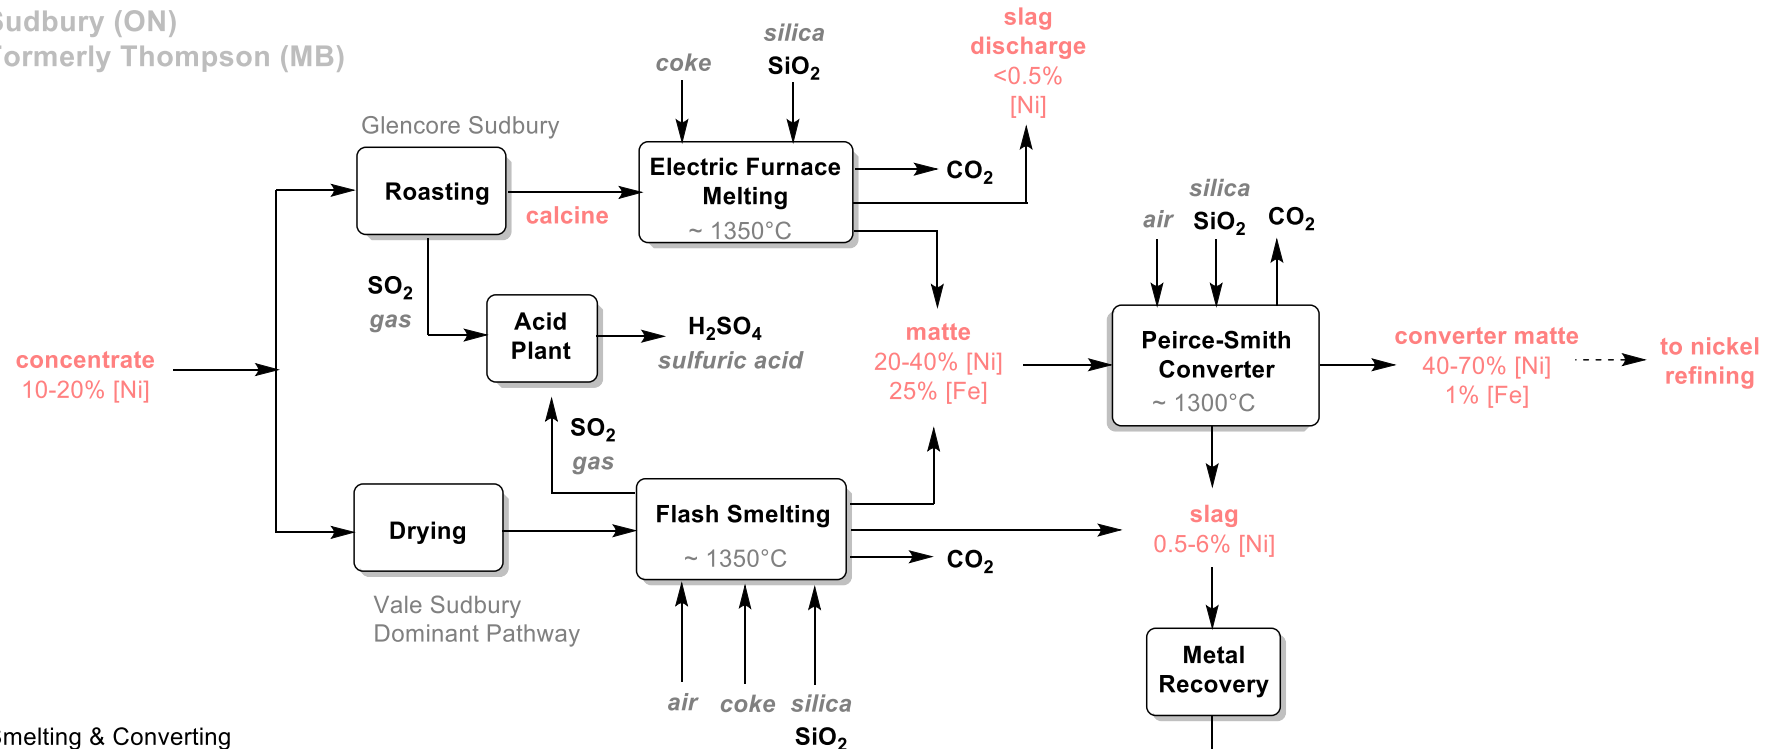 Sudbury (ON)
Formerly Thompson (MB)
slag
discharge
<0.5%
[Ni]
silica
SiO2
coke
Glencore Sudbury
Roasting
calcine
Electric Furnace
Melting
~ 1350°C
CO2
SO2
gas
Acid
Plant
H2SO4
sulfuric acid
concentrate
10-20% [Ni]
matte
20-40% [Ni]
25% [Fe]
air
silica
SiO2
CO2
Peirce-Smith
Converter
~ 1300°C
converter matte
40-70% [Ni]
1% [Fe]
to nickel
refining
SO2
gas
Drying
Flash Smelting
~ 1350°C
CO2
slag
0.5-6% [Ni]
Vale Sudbury
Dominant Pathway
air
coke
silica
SiO2
Metal
Recovery
Smelting & Converting